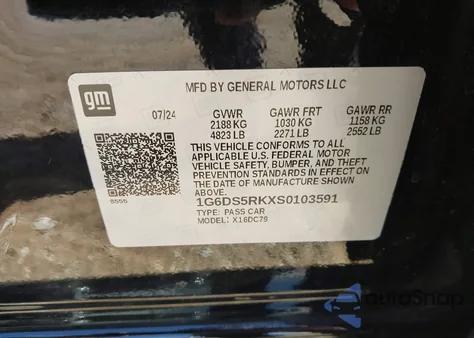 MFD BY GENERAL MOTORS LLC
gm
07/24
GVWR GAWR FRT GAWR RR
2188 KG 1030 KG 1158 KG
4823 LB 2271 LB 2552 LB
THIS VEHICLE CONFORMS TO ALL
APPLICABLE U.S. FEDERAL MOTOR
VEHICLE SAFETY, BUMPER, AND THEFT
PREVENTION STANDARDS IN EFFECT ON
THE DATE OF MANUFACTURE SHOWN
ABOVE.
1G6DS5RKXS0103591
TYPE: PASS CAR
MODEL: X16DC79
AutoSnap